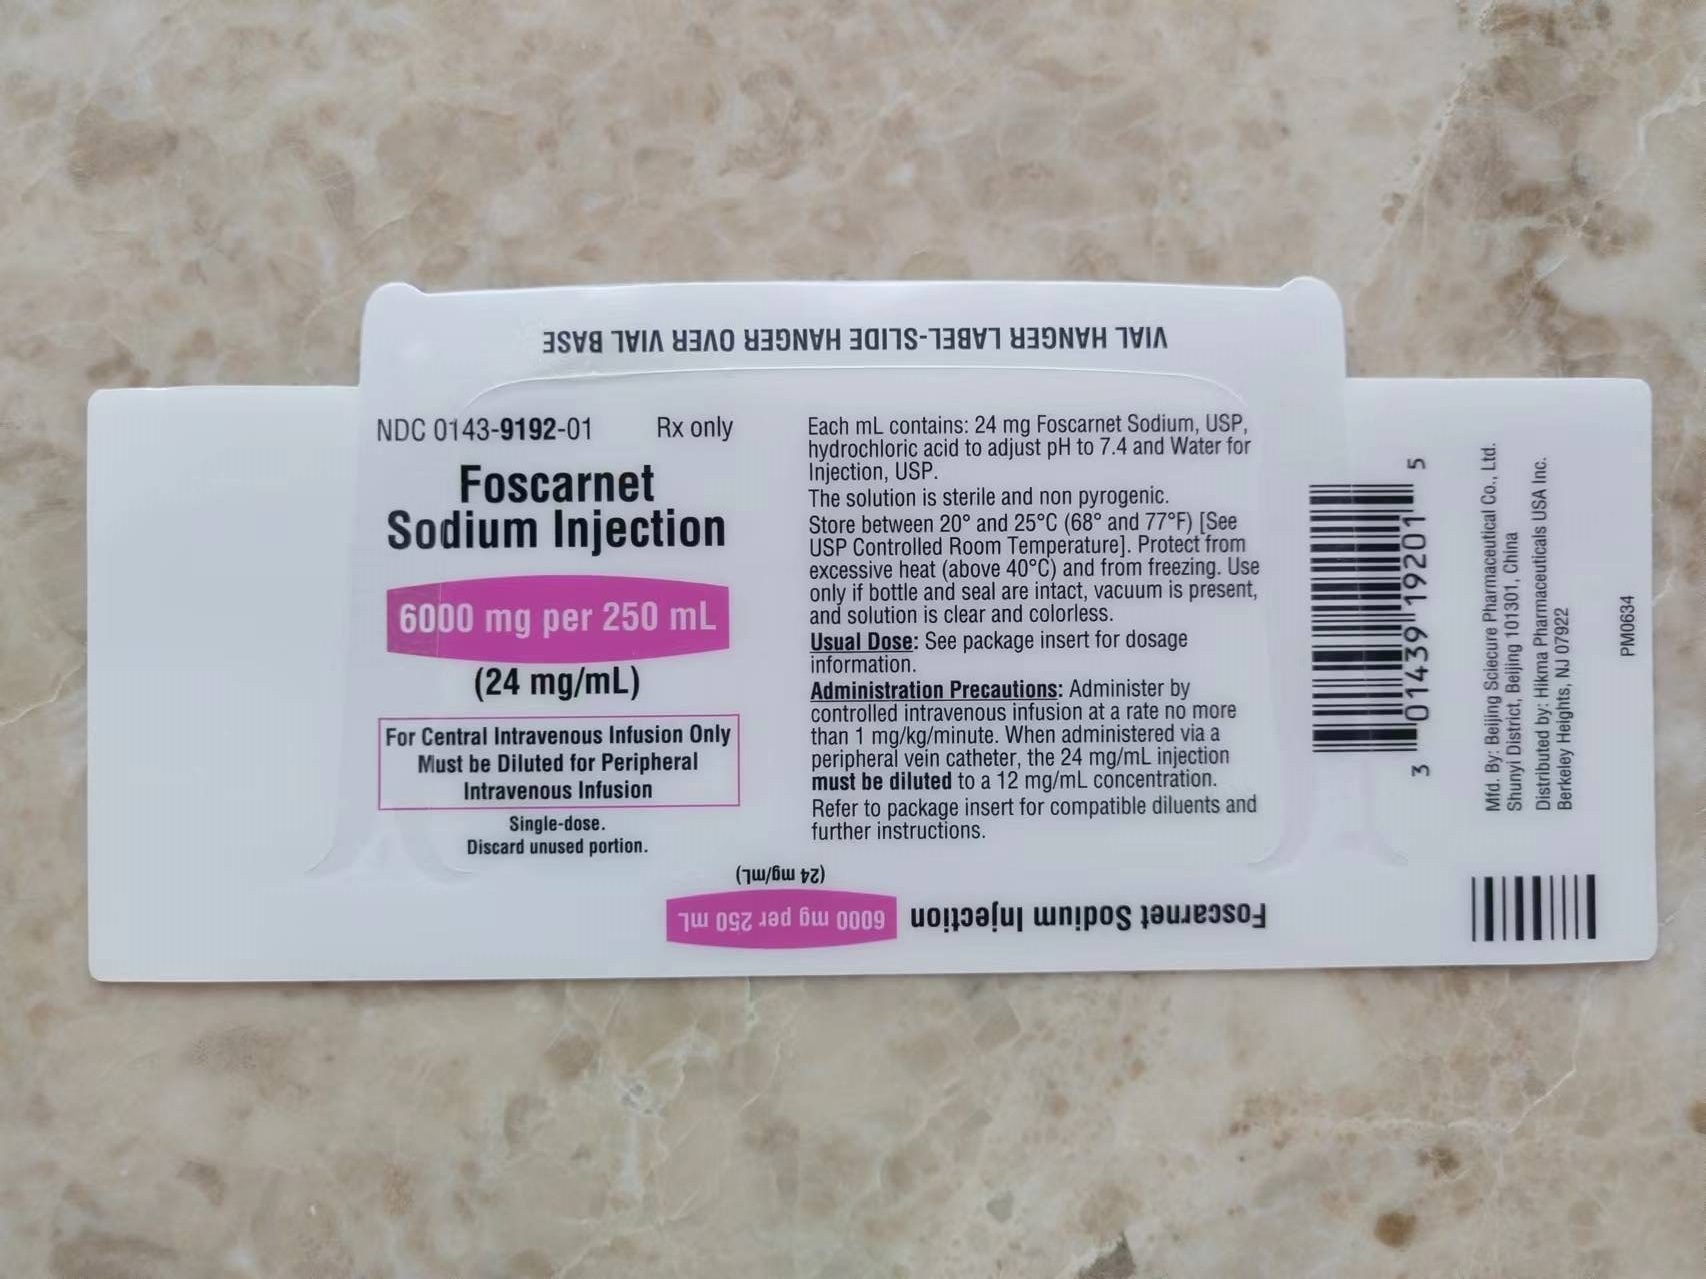 VIAL HANGER LABEL-SLIDE HANGER OVER VIAL BASE
NDC 0143-9192-01 Rx only
Foscarnet
Sodium Injection
6000 mg per 250 mL
(24 mg/mL)
For Central Intravenous Infusion Only
Must be Diluted for Peripheral
Intravenous Infusion
Single-dose.
Discard unused portion.
Each mL contains: 24 mg Foscarnet Sodium, USP,
hydrochloric acid to adjust pH to 7.4 and Water for
Injection, USP.
The solution is sterile and non pyrogenic.
Store between 20° and 25°C (68° and 77°F) [See
USP Controlled Room Temperature]. Protect from
excessive heat (above 40°C) and from freezing. Use
only if bottle and seal are intact, vacuum is present,
and solution is clear and colorless.
Usual Dose: See package insert for dosage
information.
Administration Precautions: Administer by
controlled intravenous infusion at a rate no more
than 1 mg/kg/minute. When administered via a
peripheral vein catheter, the 24 mg/mL injection
must be diluted to a 12 mg/mL concentration.
Refer to package insert for compatible diluents and
further instructions.
Foscarnet Sodium Injection 6000 mg per 250 mL
(24 mg/mL)
3 01439 19201 5
Mfd. By: Beijing Sciecure Pharmaceutical Co., Ltd.
Shunyi District, Beijing 101301, China
Distributed by: Hikma Pharmaceuticals USA Inc.
Berkeley Heights, NJ 07922
PM0634